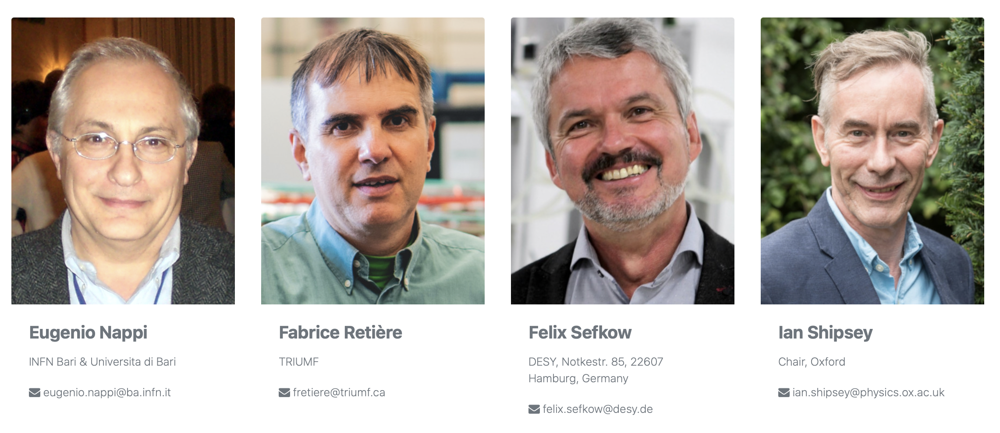 Eugenio Nappi
INFN Bari & Universita di Bari
eugenio.nappi@ba.infn.it
Fabrice Retière
TRIUMF
fretiere@triumf.ca
Felix Sefkow
DESY, Notkestr. 85, 22607
Hamburg, Germany
felix.sefkow@desy.de
Ian Shipsey
Chair, Oxford
ian.shipsey@physics.ox.ac.uk